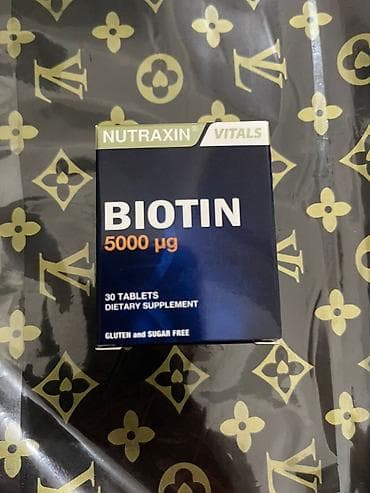 NUTRAXIN® VITALS
BIOTIN
5000 µg
30 TABLETS
DIETARY SUPPLEMENT
GLUTEN and SUGAR FREE